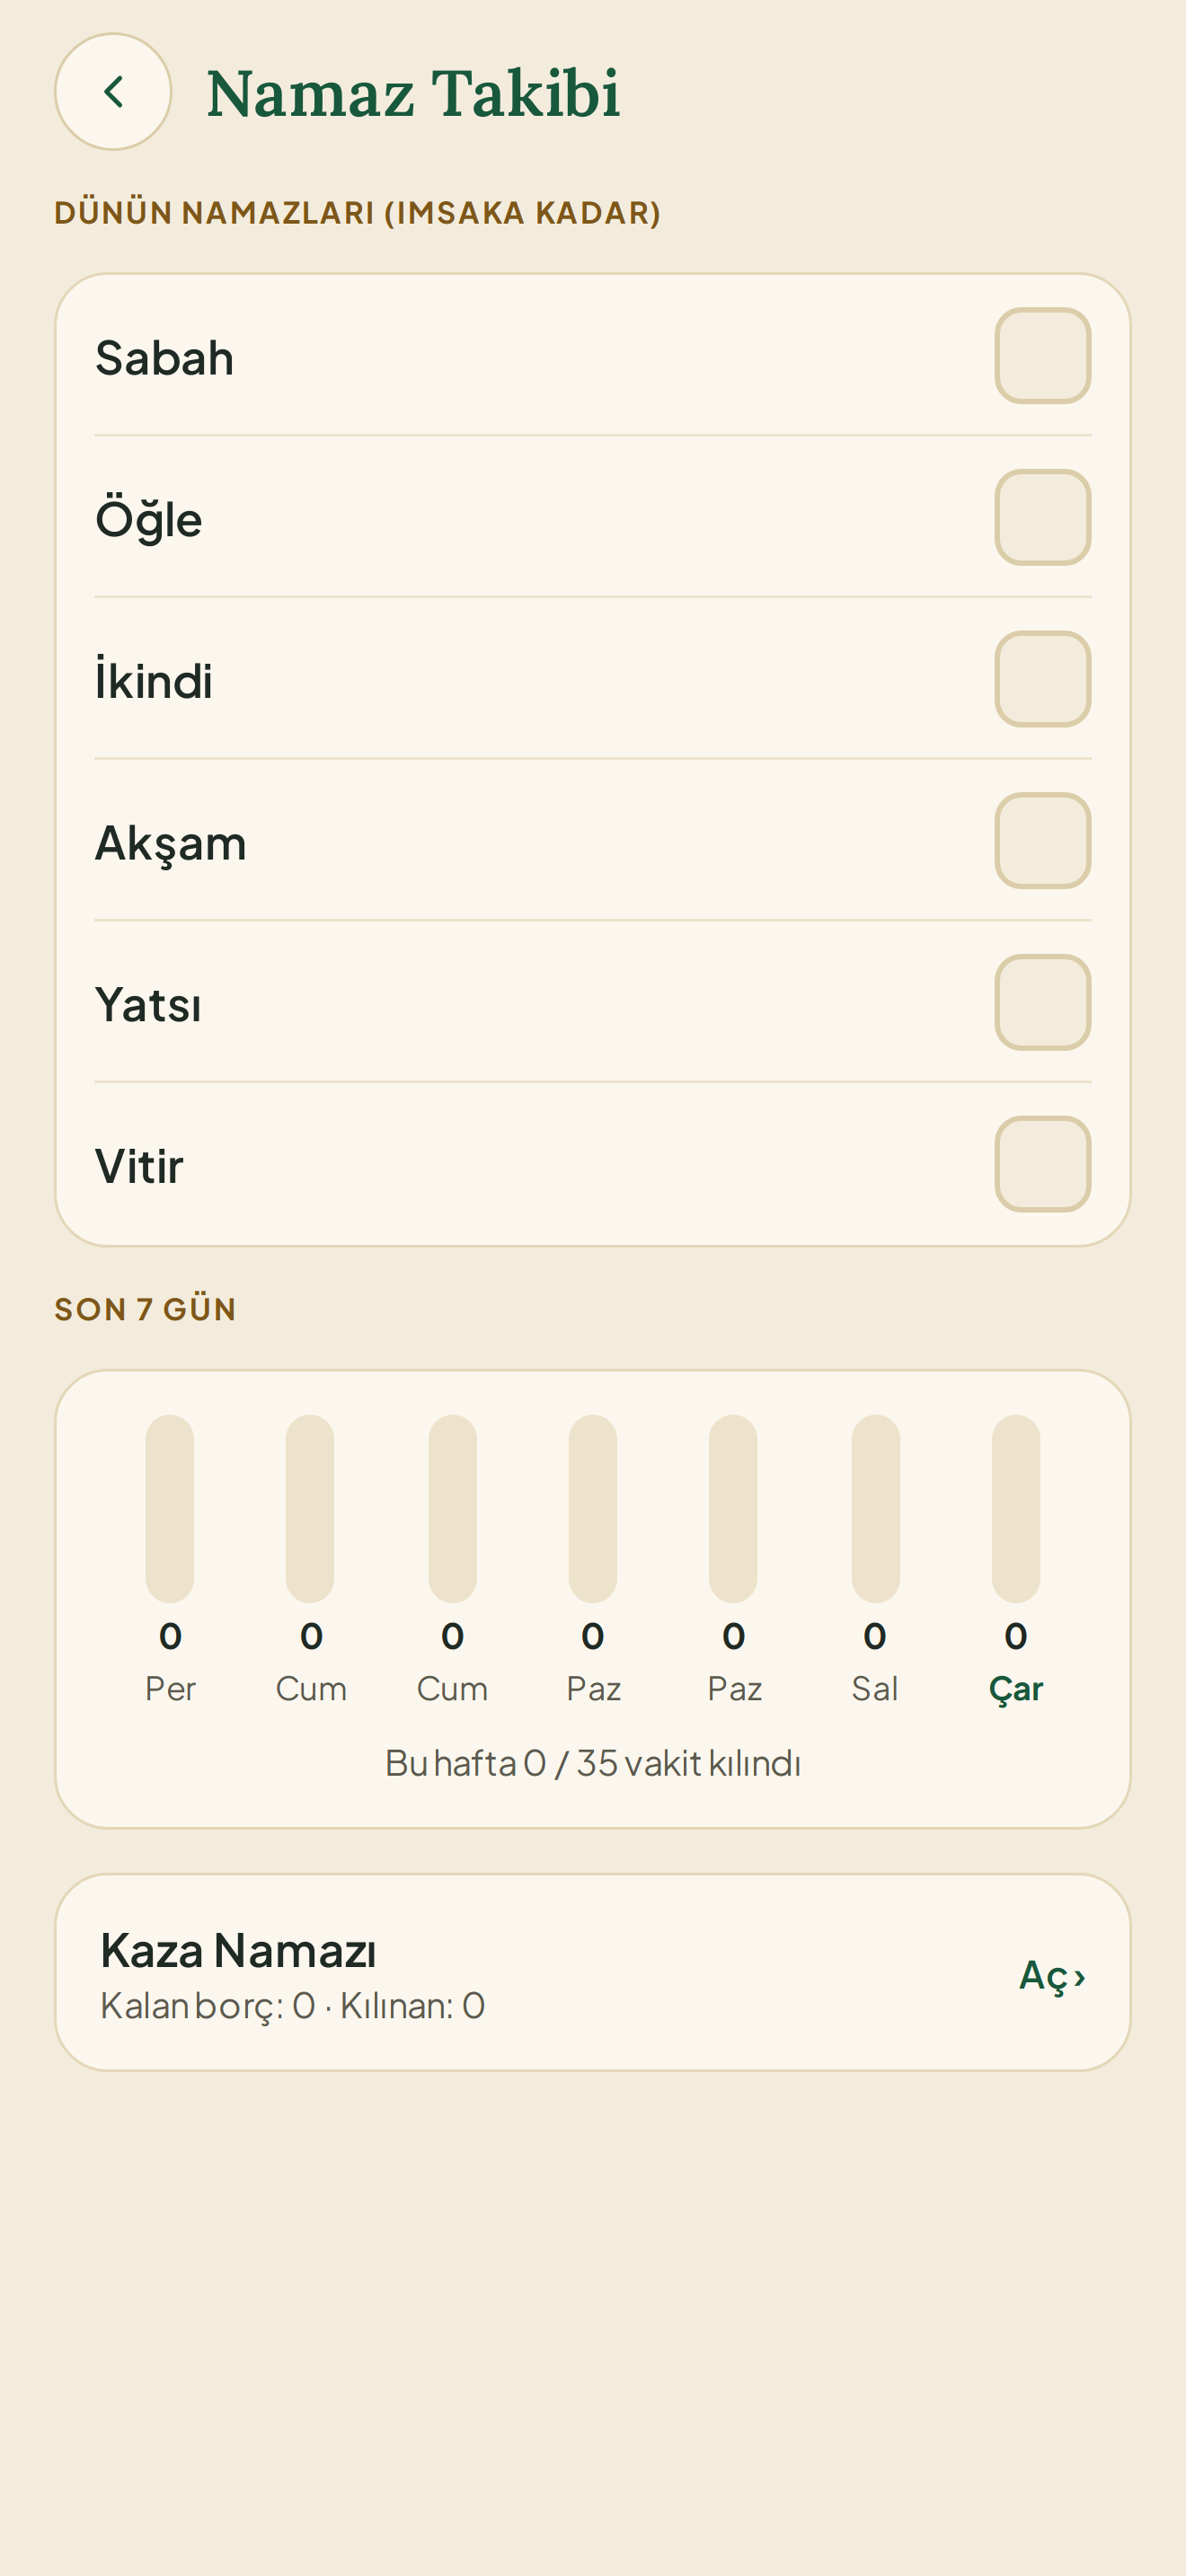 Namaz Takibi
DÜNÜN NAMAZLARI (IMSAKA KADAR)
Sabah
Öğle
İkindi
Akşam
Yatsı
Vitir
SON 7 GÜN
0 0 0 0 0 0 0
Per Cum Cum Paz Paz Sal Çar
Bu hafta 0 / 35 vakit kılındı
Kaza Namazı
Kalan borç: 0 · Kılınan: 0
Aç ›